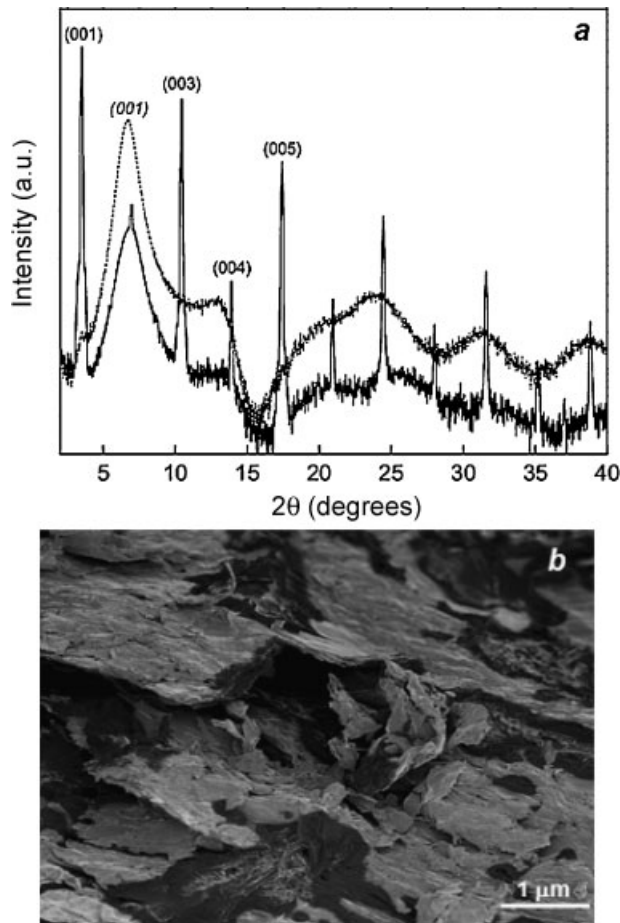 a
(001)
(001)
(003)
(004)
(005)
Intensity (a.u.)
5 10 15 20 25 30 35 40
2θ (degrees)
b
1 μm